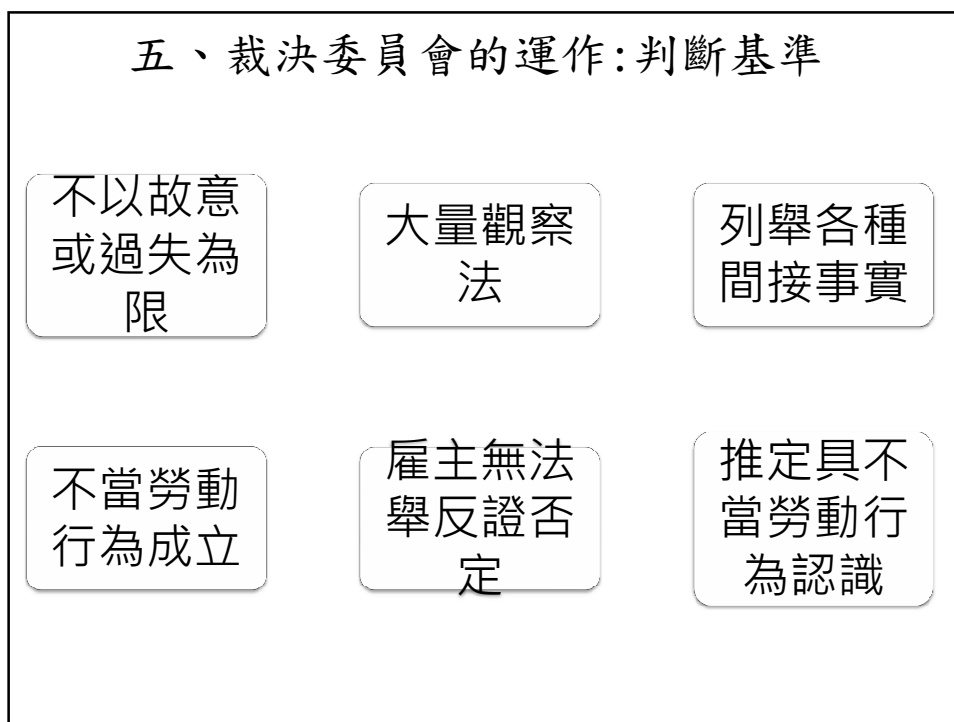 五、裁決委員會的運作:判斷基準
不以故意
或過失為
限
大量觀察
法
列舉各種
間接事實
不當勞動
行為成立
雇主無法
舉反證否
定
推定具不
當勞動行
為認識